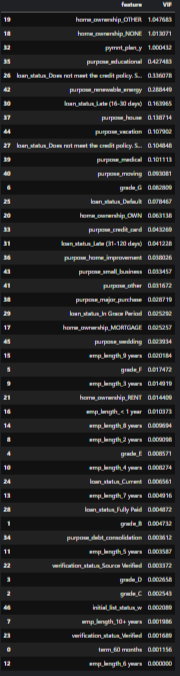 feature VIF
19 home_ownership_OTHER 1.047683
18 home_ownership_NONE 1.013071
32 pymnt_plan_y 1.000432
35 purpose_educational 0.427483
26 loan_status_Does not meet the credit policy. S... 0.336078
42 purpose_renewable_energy 0.288449
30 loan_status_Late (16-30 days) 0.163965
37 purpose_house 0.138714
44 purpose_vacation 0.107902
27 loan_status_Does not meet the credit policy. S... 0.104848
39 purpose_medical 0.101113
40 purpose_moving 0.093081
6 grade_G 0.082809
25 loan_status_Default 0.078467
20 home_ownership_OWN 0.063138
33 purpose_credit_card 0.043269
31 loan_status_Late (31-120 days) 0.041228
36 purpose_home_improvement 0.038026
43 purpose_small_business 0.033457
41 purpose_other 0.031672
38 purpose_major_purchase 0.028719
29 loan_status_In Grace Period 0.025292
17 home_ownership_MORTGAGE 0.025257
45 purpose_wedding 0.023934
15 emp_length_9 years 0.020184
5 grade_F 0.017472
9 emp_length_3 years 0.014919
21 home_ownership_RENT 0.014409
16 emp_length_< 1 year 0.010373
14 emp_length_8 years 0.009694
8 emp_length_2 years 0.009098
4 grade_E 0.008571
10 emp_length_4 years 0.008274
24 loan_status_Current 0.006561
13 emp_length_7 years 0.004916
28 loan_status_Fully Paid 0.004872
1 grade_B 0.004732
34 purpose_debt_consolidation 0.003612
11 emp_length_5 years 0.003587
22 verification_status_Source Verified 0.003372
3 grade_D 0.002658
2 grade_C 0.002543
46 initial_list_status_w 0.002089
7 emp_length_10+ years 0.001986
23 verification_status_Verified 0.001689
0 term_60 months 0.001156
12 emp_length_6 years 0.000000